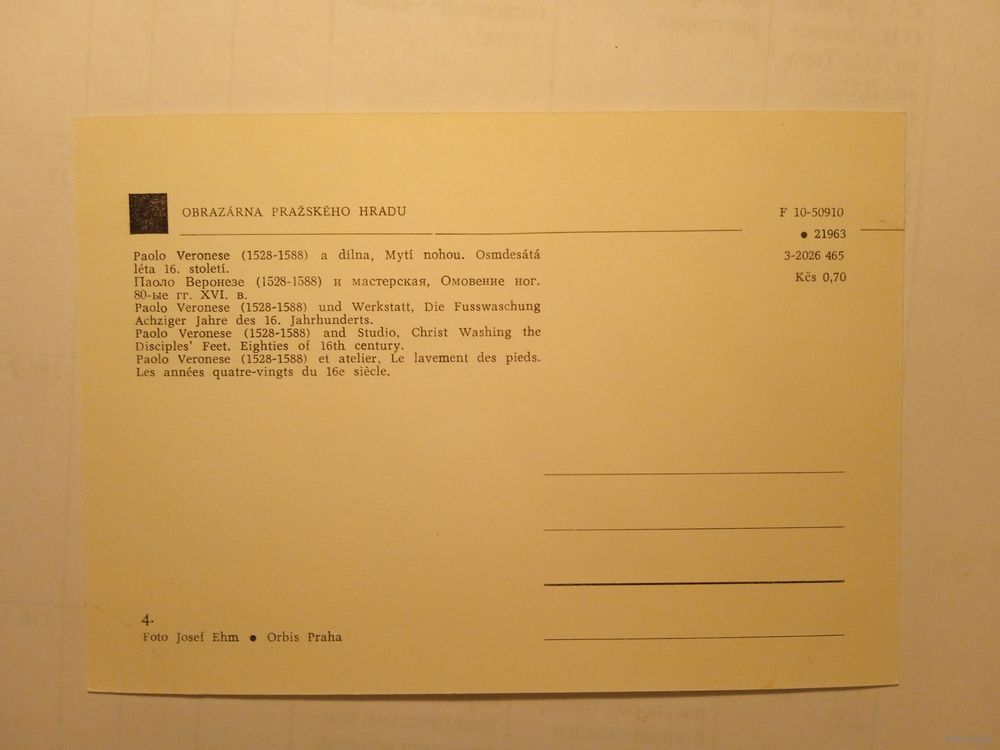 OBRAZÁRNA PRAŽSKÉHO HRADU
F 10-50910
● 21963
3-2026 465
Kčs 0,70
Paolo Veronese (1528-1588) a dílna, Mytí nohou. Osmdesátá
léta 16. století.
Паоло Веронезе (1528-1588) и мастерская, Омовение ног.
80-ые гг. XVI. в.
Paolo Veronese (1528-1588) und Werkstatt, Die Fusswaschung
Achziger Jahre des 16. Jahrhunderts.
Paolo Veronese (1528-1588) and Studio, Christ Washing the
Disciples' Feet. Eighties of 16th century.
Paolo Veronese (1528-1588) et atelier, Le lavement des pieds.
Les années quatre-vingts du 16e siècle.
4.
Foto Josef Ehm ● Orbis Praha